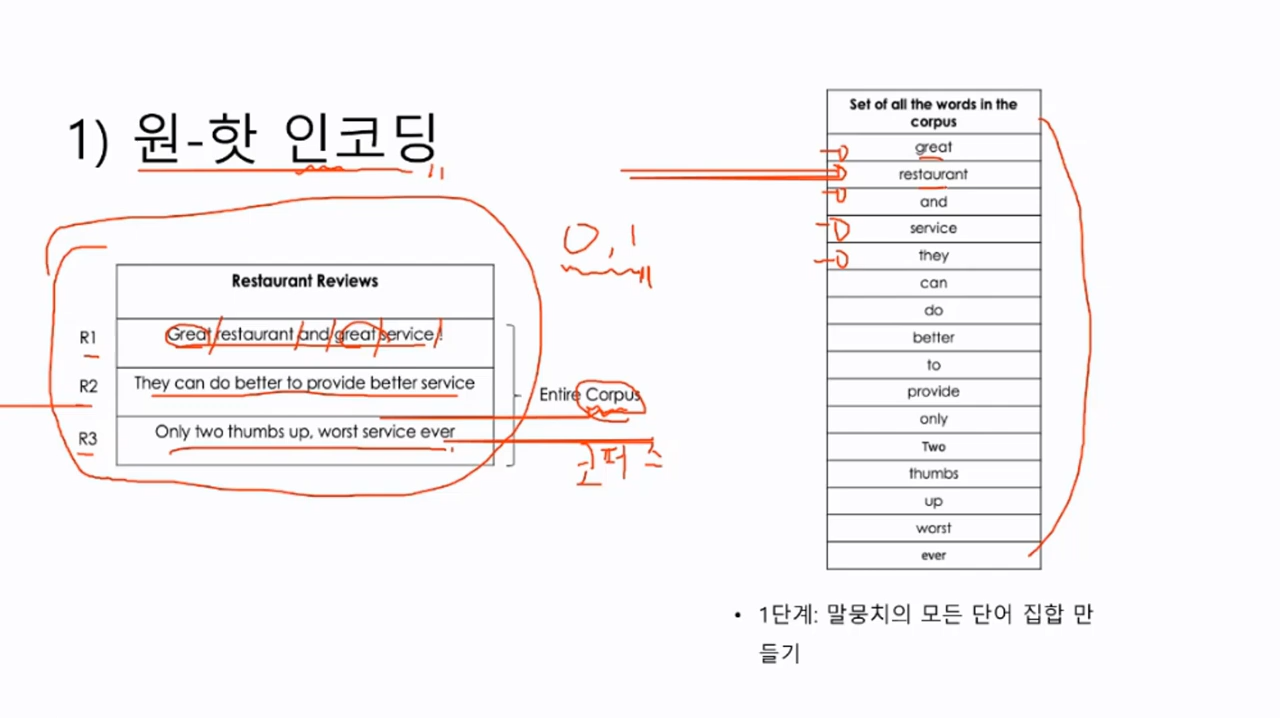 1) 원-핫 인코딩
0, 1
Restaurant Reviews
R1 Great restaurant and great service !
R2 They can do better to provide better service
R3 Only two thumbs up, worst service ever
Entire Corpus
코퍼스
Set of all the words in the
corpus
great
restaurant
and
service
they
can
do
better
to
provide
only
Two
thumbs
up
worst
ever
• 1단계: 말뭉치의 모든 단어 집합 만
들기